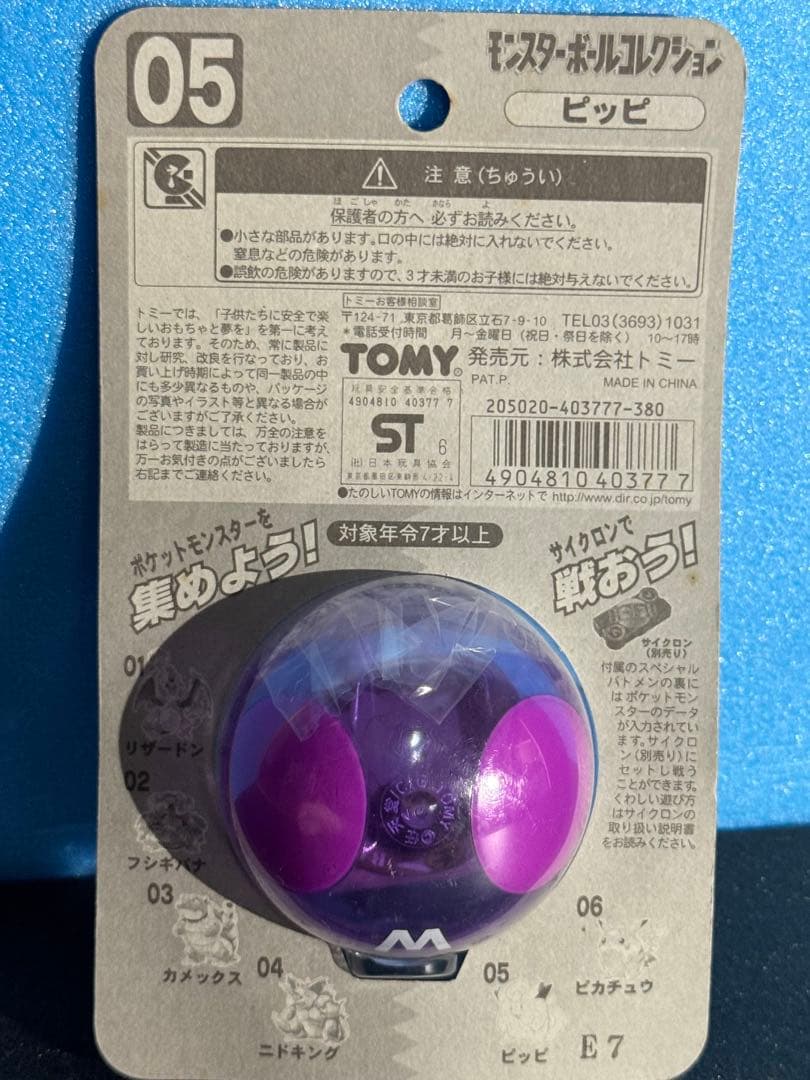 05
モンスターボールコレクション
ピッピ
注意(ちゅうい)
保護者の方へ 必ずお読みください。
●小さな部品があります。口の中には絶対に入れないでください。
窒息などの危険があります。
●誤飲の危険がありますので、3才未満のお子様には絶対与えないでください。
トミーでは、「子供たちに安全で楽
しいおもちゃと夢を」を第一に考え
ております。そのため、常に製品に
対し研究、改良を行なっており、お
買い上げ時期によって同一製品の中
にも多少異なるものや、パッケージ
の写真やイラスト等と異なる場合が
ございますがご了承ください。
製品につきましては、万全の注意を
はらって製造に当たっておりますが、
万一お気付きの点がございましたら
右記までご連絡ください。
トミーお客様相談室
〒124-71 東京都葛飾区立石7-9-10 TEL03(3693)1031
*電話受付時間 月~金曜日(祝日・祭日を除く) 10~17時
TOMY® 発売元:株式会社トミー
PAT.P. MADE IN CHINA
玩具安全基準合格
4904810 40377 7
ST 6
(社)日本玩具協会
205020-403777-380
4904810 403777
●たのしいTOMYの情報はインターネットで http://www.dir.co.jp/tomy
ポケットモンスターを
集めよう!
対象年令7才以上
サイクロンで
戦おう!
サイクロン
(別売り)
付属のスペシャル
バトメンの裏に
はポケットモン
スターのデータ
が入力されてい
ます。サイクロ
ン(別売り)に
セットし戦う
ことができます。
くわしい遊び方
はサイクロンの
取り扱い説明書
をお読みください。
01
リザードン
02
フシギバナ
03
カメックス
04
ニドキング
05
ピッピ
06
ピカチュウ
M
E7